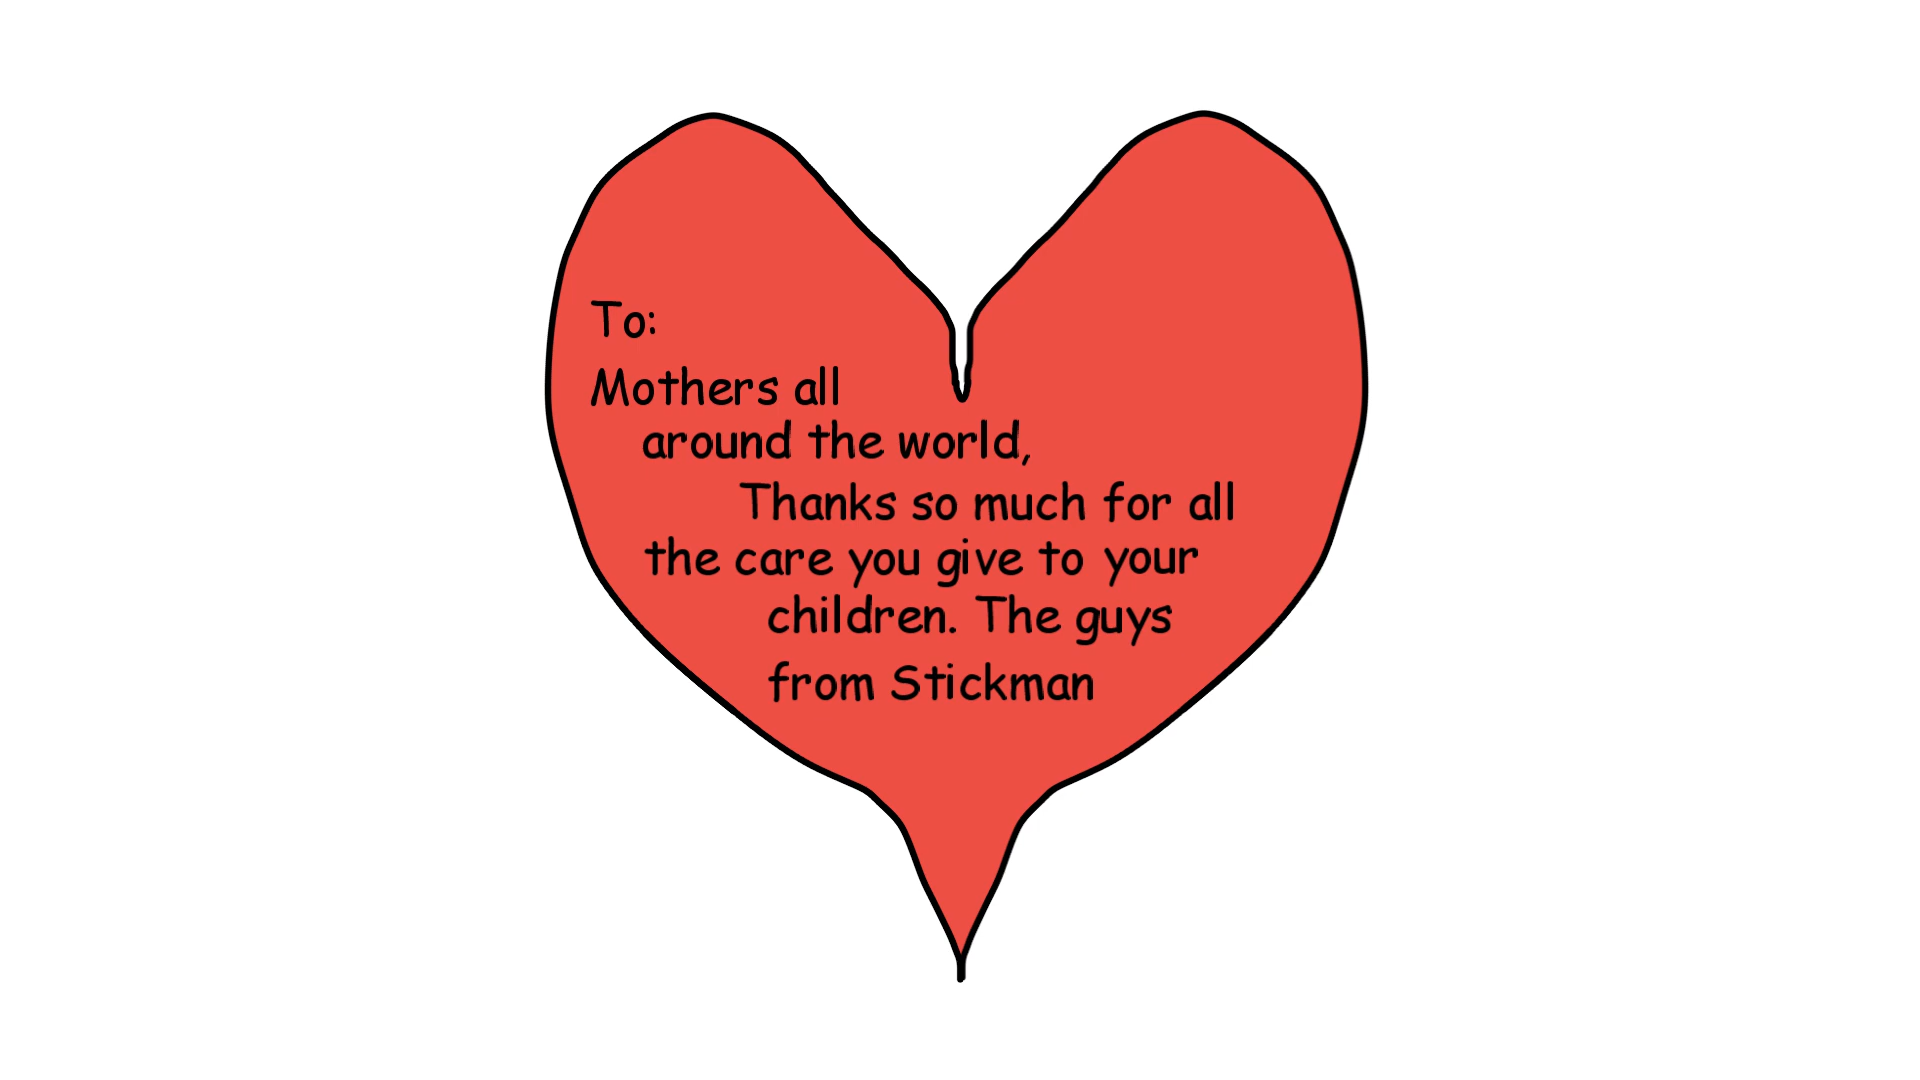 To:
Mothers all
around the world,
Thanks so much for all
the care you give to your
children. The guys
from Stickman